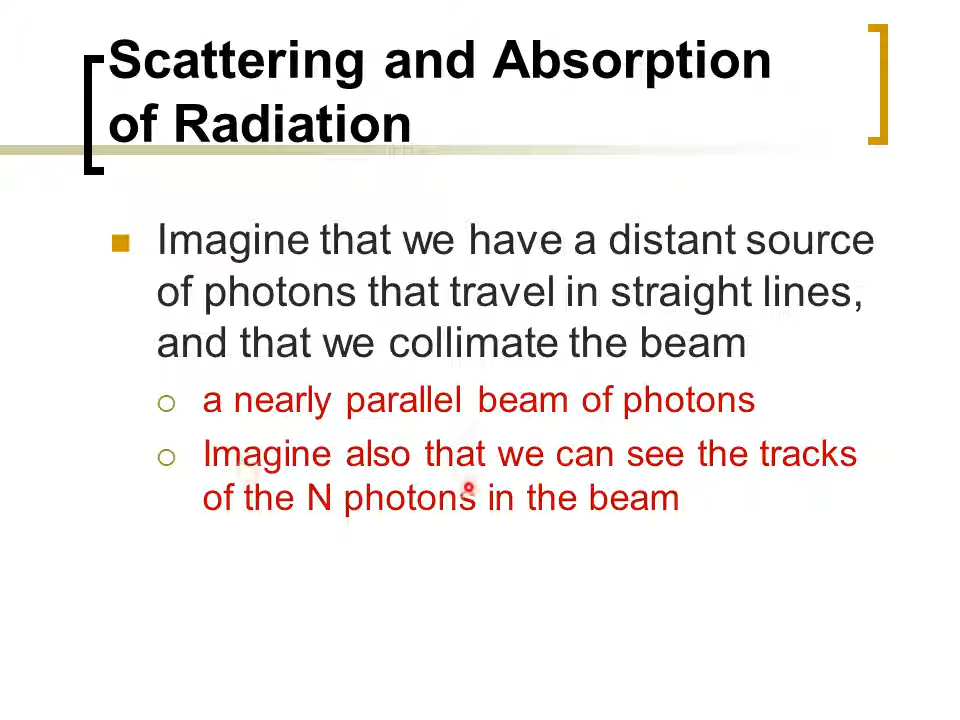 Scattering and Absorption
of Radiation
Imagine that we have a distant source
of photons that travel in straight lines,
and that we collimate the beam
a nearly parallel beam of photons
Imagine also that we can see the tracks
of the N photons in the beam